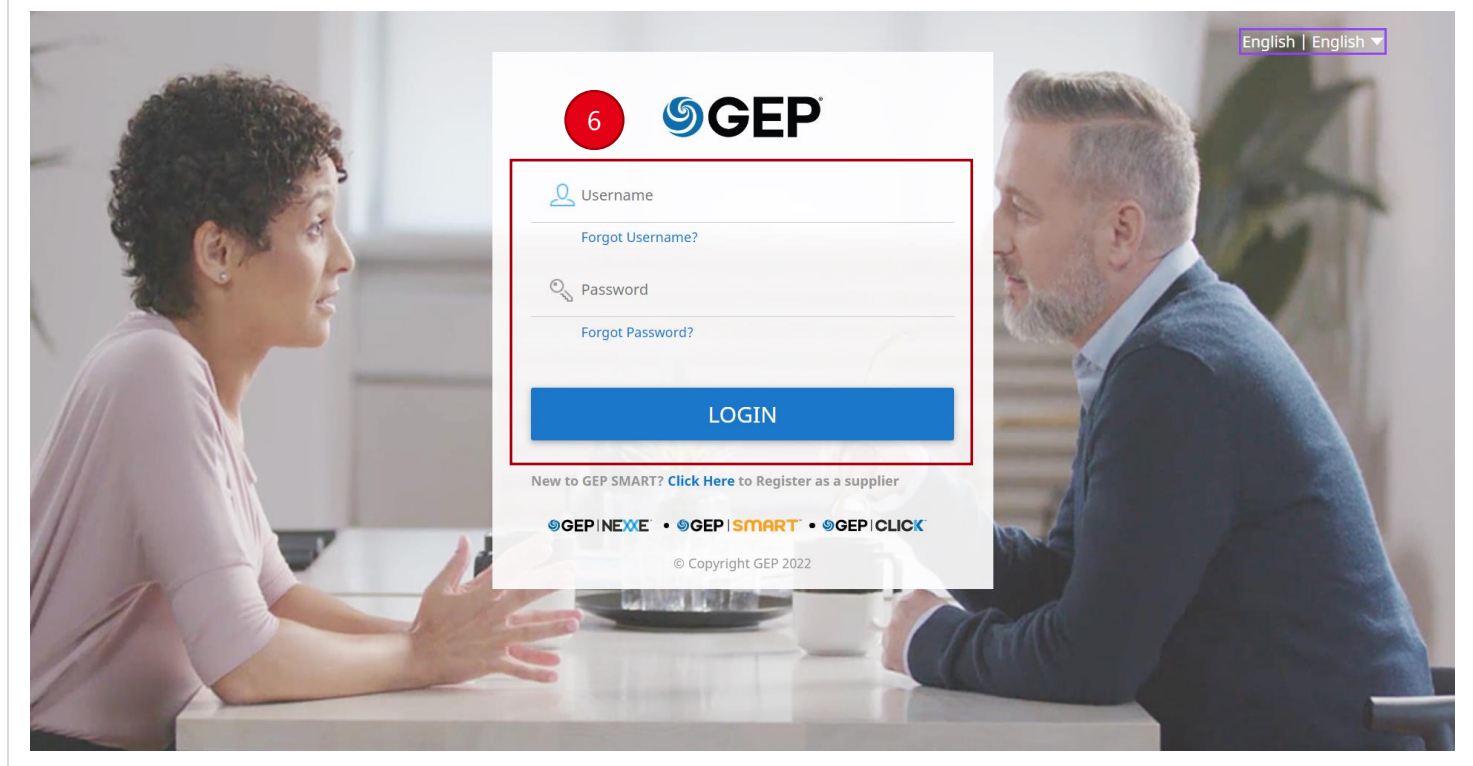 English | English
6
GEP
Username
Forgot Username?
Password
Forgot Password?
LOGIN
New to GEP SMART? Click Here to Register as a supplier
GEP | NEXXE • GEP | SMART • GEP | CLICK
© Copyright GEP 2022